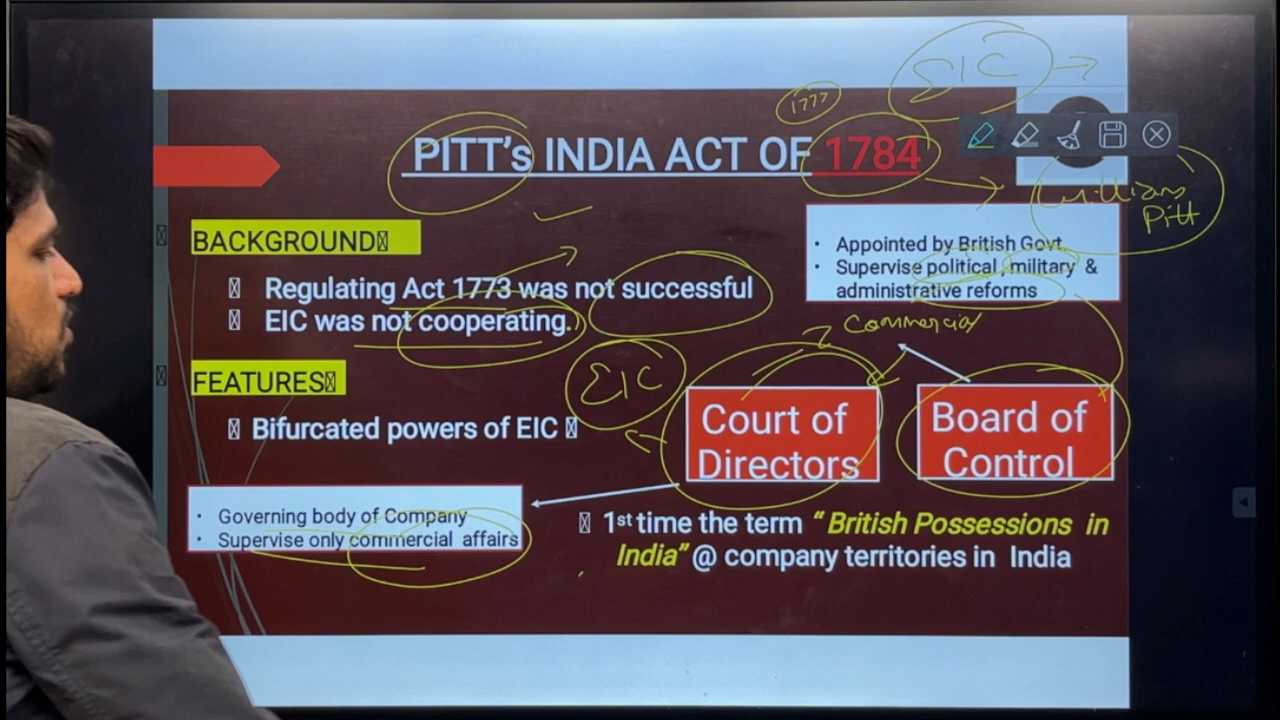 EIC
1777
PITT's INDIA ACT OF 1784
William
Pitt
BACKGROUND
Regulating Act 1773 was not successful
EIC was not cooperating.
• Appointed by British Govt
• Supervise political, military &
administrative reforms
Commercial
FEATURES
EIC
Bifurcated powers of EIC
Court of
Directors
Board of
Control
• Governing body of Company
• Supervise only commercial affairs
1st time the term “ British Possessions in
India” @ company territories in India